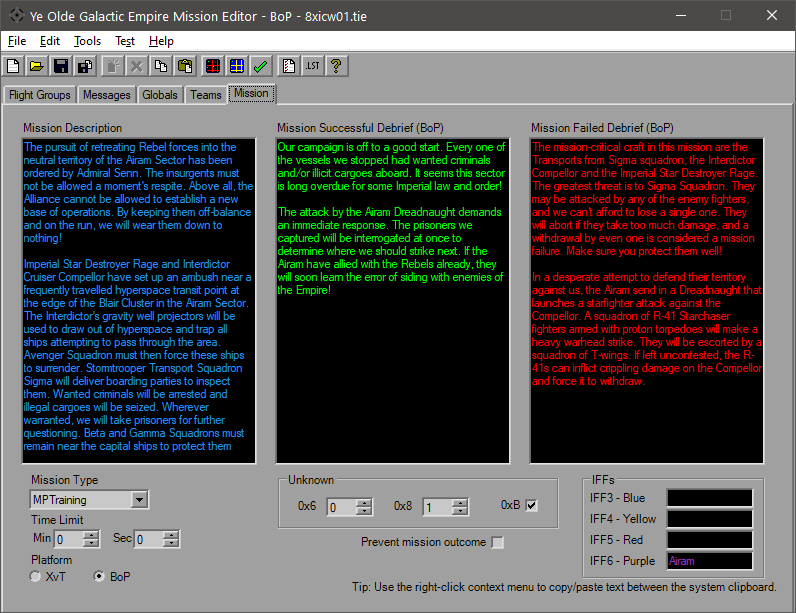 Ye Olde Galactic Empire Mission Editor - BoP - 8xicw01.tie
File Edit Tools Test Help
.LST
Flight Groups Messages Globals Teams Mission
Mission Description
The pursuit of retreating Rebel forces into the
neutral territory of the Airam Sector has been
ordered by Admiral Senn. The insurgents must
not be allowed a moment's respite. Above all, the
Alliance cannot be allowed to establish a new
base of operations. By keeping them off-balance
and on the run, we will wear them down to
nothing!
Imperial Star Destroyer Rage and Interdictor
Cruiser Compellor have set up an ambush near a
frequently travelled hyperspace transit point at
the edge of the Blair Cluster in the Airam Sector.
The Interdictor's gravity well projectors will be
used to draw out of hyperspace and trap all
ships attempting to pass through the area.
Avenger Squadron must then force these ships
to surrender. Stormtrooper Transport Squadron
Sigma will deliver boarding parties to inspect
them. Wanted criminals will be arrested and
illegal cargoes will be seized. Wherever
warranted, we will take prisoners for further
questioning. Beta and Gamma Squadrons must
remain near the capital ships to protect them
Mission Successful Debrief (BoP)
Our campaign is off to a good start. Every one of
the vessels we stopped had wanted criminals
and/or illicit cargoes aboard. It seems this sector
is long overdue for some Imperial law and order!
The attack by the Airam Dreadnaught demands
an immediate response. The prisoners we
captured will be interrogated at once to
determine where we should strike next. If the
Airam have allied with the Rebels already, they
will soon learn the error of siding with enemies of
the Empire!
Mission Failed Debrief (BoP)
The mission-critical craft in this mission are the
Transports from Sigma squadron, the Interdictor
Compellor and the Imperial Star Destroyer Rage.
The greatest threat is to Sigma Squadron. They
may be attacked by any of the enemy fighters,
and we can't afford to lose a single one. They
will abort if they take too much damage, and a
withdrawal by even one is considered a mission
failure. Make sure you protect them well!
In a desperate attempt to defend their territory
against us, the Airam send in a Dreadnaught that
launches a starfighter attack against the
Compellor. A squadron of R-41 Starchaser
fighters armed with proton torpedoes will make a
heavy warhead strike. They will be escorted by a
squadron of T-wings. If left uncontested, the R-
41s can inflict crippling damage on the Compellor
and force it to withdraw.
Mission Type
MPTraining
Time Limit
Min 0 Sec 0
Platform
XvT BoP
Unknown
0x6 0 0x8 1 0xB
Prevent mission outcome
IFFs
IFF3 - Blue
IFF4 - Yellow
IFF5 - Red
IFF6 - Purple Airam
Tip: Use the right-click context menu to copy/paste text between the system clipboard.